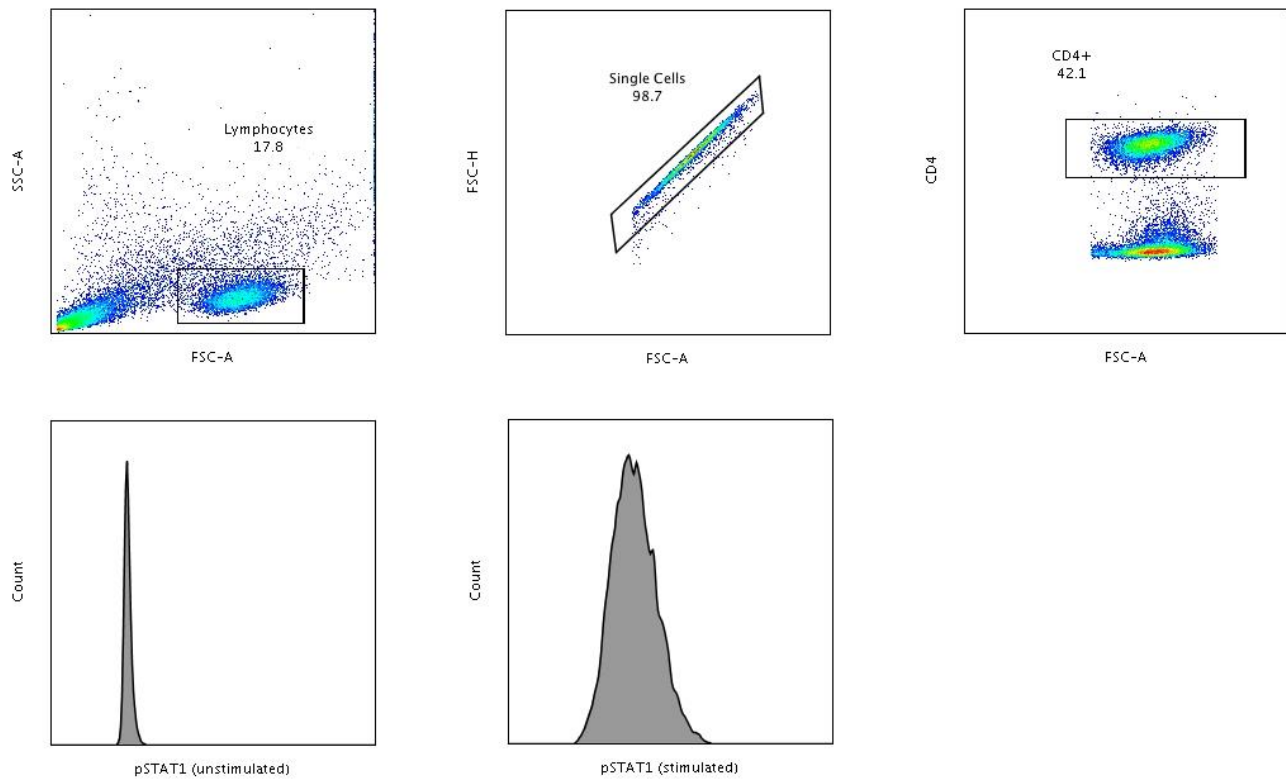 SSC-A
Lymphocytes
17.8
FSC-A
FSC-H
Single Cells
98.7
FSC-A
CD4
CD4+
42.1
FSC-A
Count
pSTAT1 (unstimulated)
Count
pSTAT1 (stimulated)